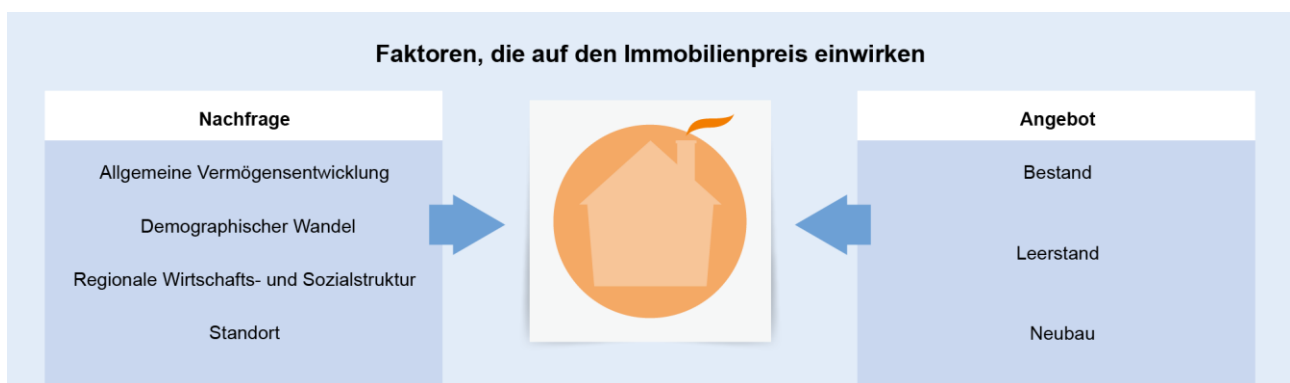 Faktoren, die auf den Immobilienpreis einwirken
Nachfrage
Allgemeine Vermögensentwicklung
Demographischer Wandel
Regionale Wirtschafts- und Sozialstruktur
Standort
Angebot
Bestand
Leerstand
Neubau